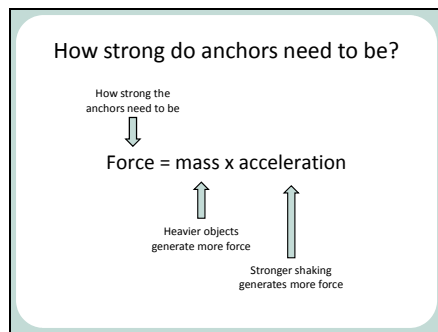 How strong do anchors need to be?
How strong the
anchors need to be
Force = mass x acceleration
Heavier objects
generate more force
Stronger shaking
generates more force